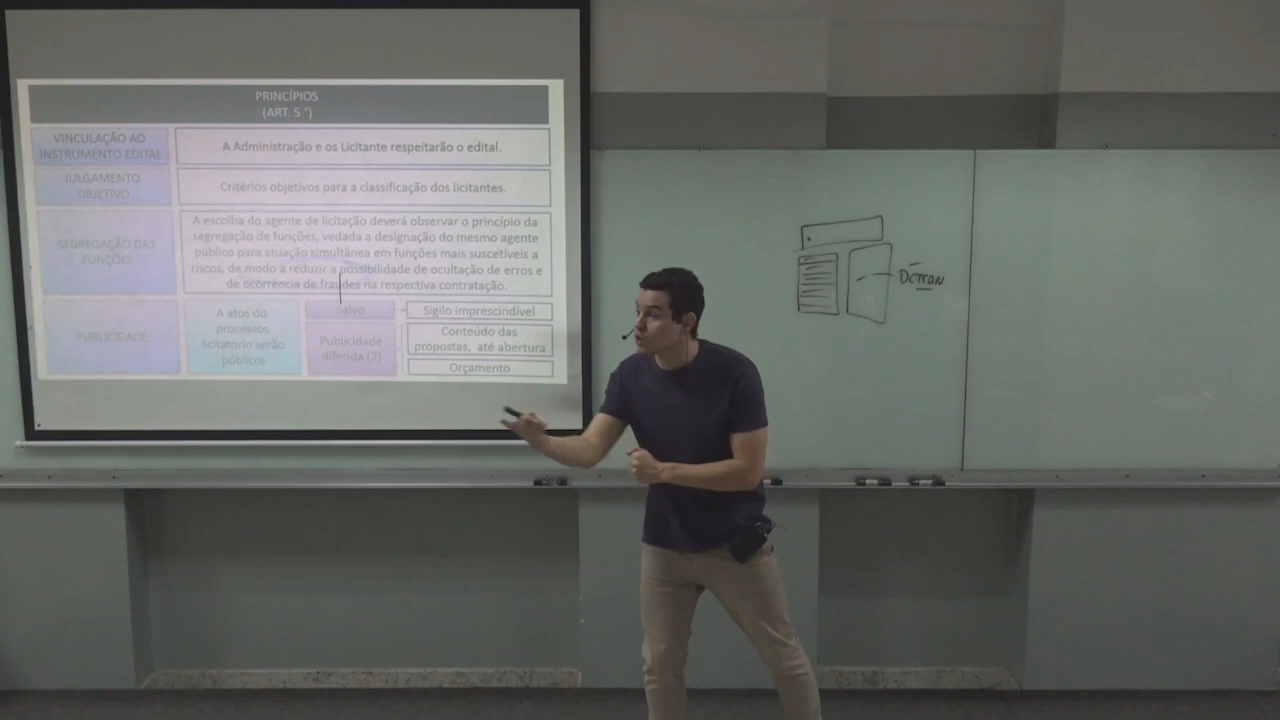 PRINCÍPIOS
(ART. 5 º)
VINCULAÇÃO AO
INSTRUMENTO EDITAL
A Administração e os Licitante respeitarão o edital.
JULGAMENTO
OBJETIVO
Critérios objetivos para a classificação dos licitantes.
SEGREGAÇÃO DAS
FUNÇÕES
A escolha do agente de licitação deverá observar o princípio da
segregação de funções, vedada a designação do mesmo agente
público para atuação simultânea em funções mais suscetíveis a
riscos, de modo a reduzir a possibilidade de ocultação de erros e
de ocorrência de fraudes na respectiva contratação.
PUBLICIDADE
A atos do
processos
licitatório serão
públicos
Salvo
Sigilo imprescindível
Publicidade
diferida (2)
Conteúdo das
propostas, até abertura
Orçamento